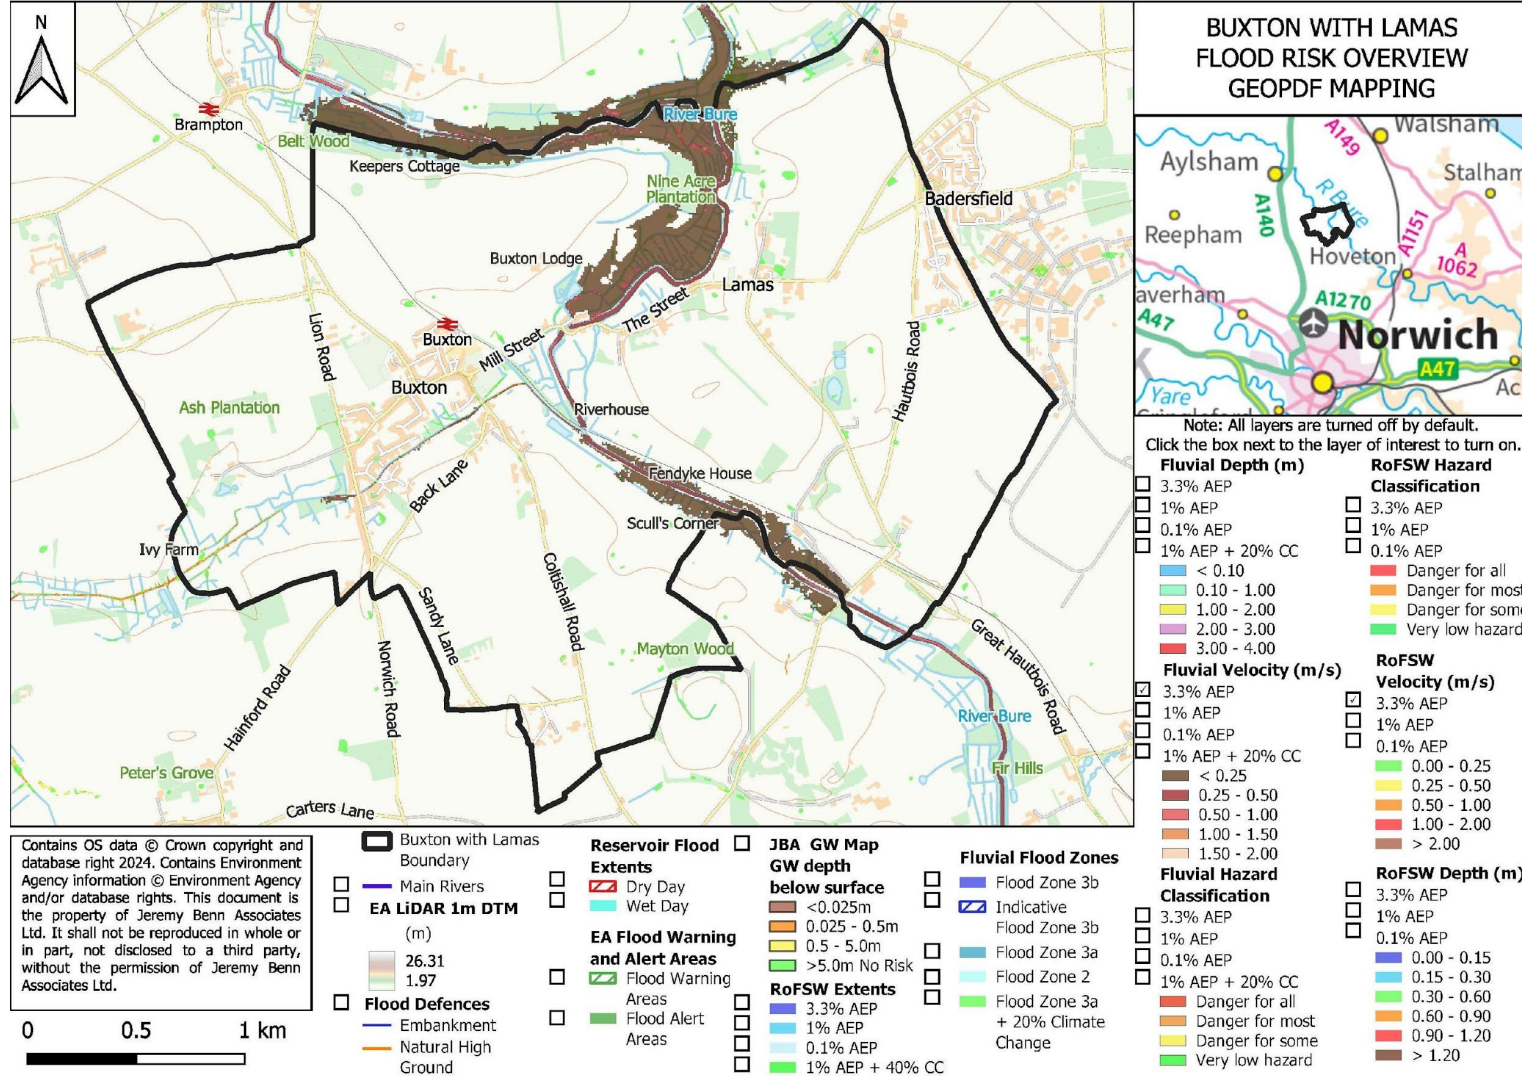 N
BUXTON WITH LAMAS
FLOOD RISK OVERVIEW
GEOPDF MAPPING
Brampton
Belt Wood
Keepers Cottage
River Bure
Nine Acre
Plantation
Badersfield
Buxton Lodge
Lamas
The Street
Mill Street
Lion Road
Buxton
Buxton
Hautbois Road
Ash Plantation
Riverhouse
Back Lane
Fendyke House
Scull's Corner
Ivy Farm
Coltishall Road
Sandy Lane
Mayton Wood
Great Hautbois Road
Hainford Road
Norwich Road
River Bure
Peter's Grove
Fir Hills
Carters Lane
Walsham
A149
Aylsham
Stalham
R Bure
A140
Reepham
A1151
A
1062
Hoveton
averham
A1270
A47
Norwich
A47
Yare
Ac
Note: All layers are turned off by default.
Click the box next to the layer of interest to turn on.
Fluvial Depth (m)
3.3% AEP
1% AEP
0.1% AEP
1% AEP + 20% CC
< 0.10
0.10 - 1.00
1.00 - 2.00
2.00 - 3.00
3.00 - 4.00
Fluvial Velocity (m/s)
3.3% AEP
1% AEP
0.1% AEP
1% AEP + 20% CC
< 0.25
0.25 - 0.50
0.50 - 1.00
1.00 - 1.50
1.50 - 2.00
Fluvial Hazard
Classification
3.3% AEP
1% AEP
0.1% AEP
1% AEP + 20% CC
Danger for all
Danger for most
Danger for some
Very low hazard
RoFSW Hazard
Classification
3.3% AEP
1% AEP
0.1% AEP
Danger for all
Danger for most
Danger for some
Very low hazard
RoFSW
Velocity (m/s)
3.3% AEP
1% AEP
0.1% AEP
0.00 - 0.25
0.25 - 0.50
0.50 - 1.00
1.00 - 2.00
> 2.00
RoFSW Depth (m)
3.3% AEP
1% AEP
0.1% AEP
0.00 - 0.15
0.15 - 0.30
0.30 - 0.60
0.60 - 0.90
0.90 - 1.20
> 1.20
Contains OS data © Crown copyright and
database right 2024. Contains Environment
Agency information © Environment Agency
and/or database rights. This document is
the property of Jeremy Benn Associates
Ltd. It shall not be reproduced in whole or
in part, not disclosed to a third party,
without the permission of Jeremy Benn
Associates Ltd.
0 0.5 1 km
Buxton with Lamas
Boundary
Main Rivers
EA LiDAR 1m DTM
(m)
26.31
1.97
Flood Defences
Embankment
Natural High
Ground
Reservoir Flood
Extents
Dry Day
Wet Day
EA Flood Warning
and Alert Areas
Flood Warning
Areas
Flood Alert
Areas
JBA GW Map
GW depth
below surface
<0.025m
0.025 - 0.5m
0.5 - 5.0m
>5.0m No Risk
RoFSW Extents
3.3% AEP
1% AEP
0.1% AEP
1% AEP + 40% CC
Fluvial Flood Zones
Flood Zone 3b
Indicative
Flood Zone 3b
Flood Zone 3a
Flood Zone 2
Flood Zone 3a
+ 20% Climate
Change